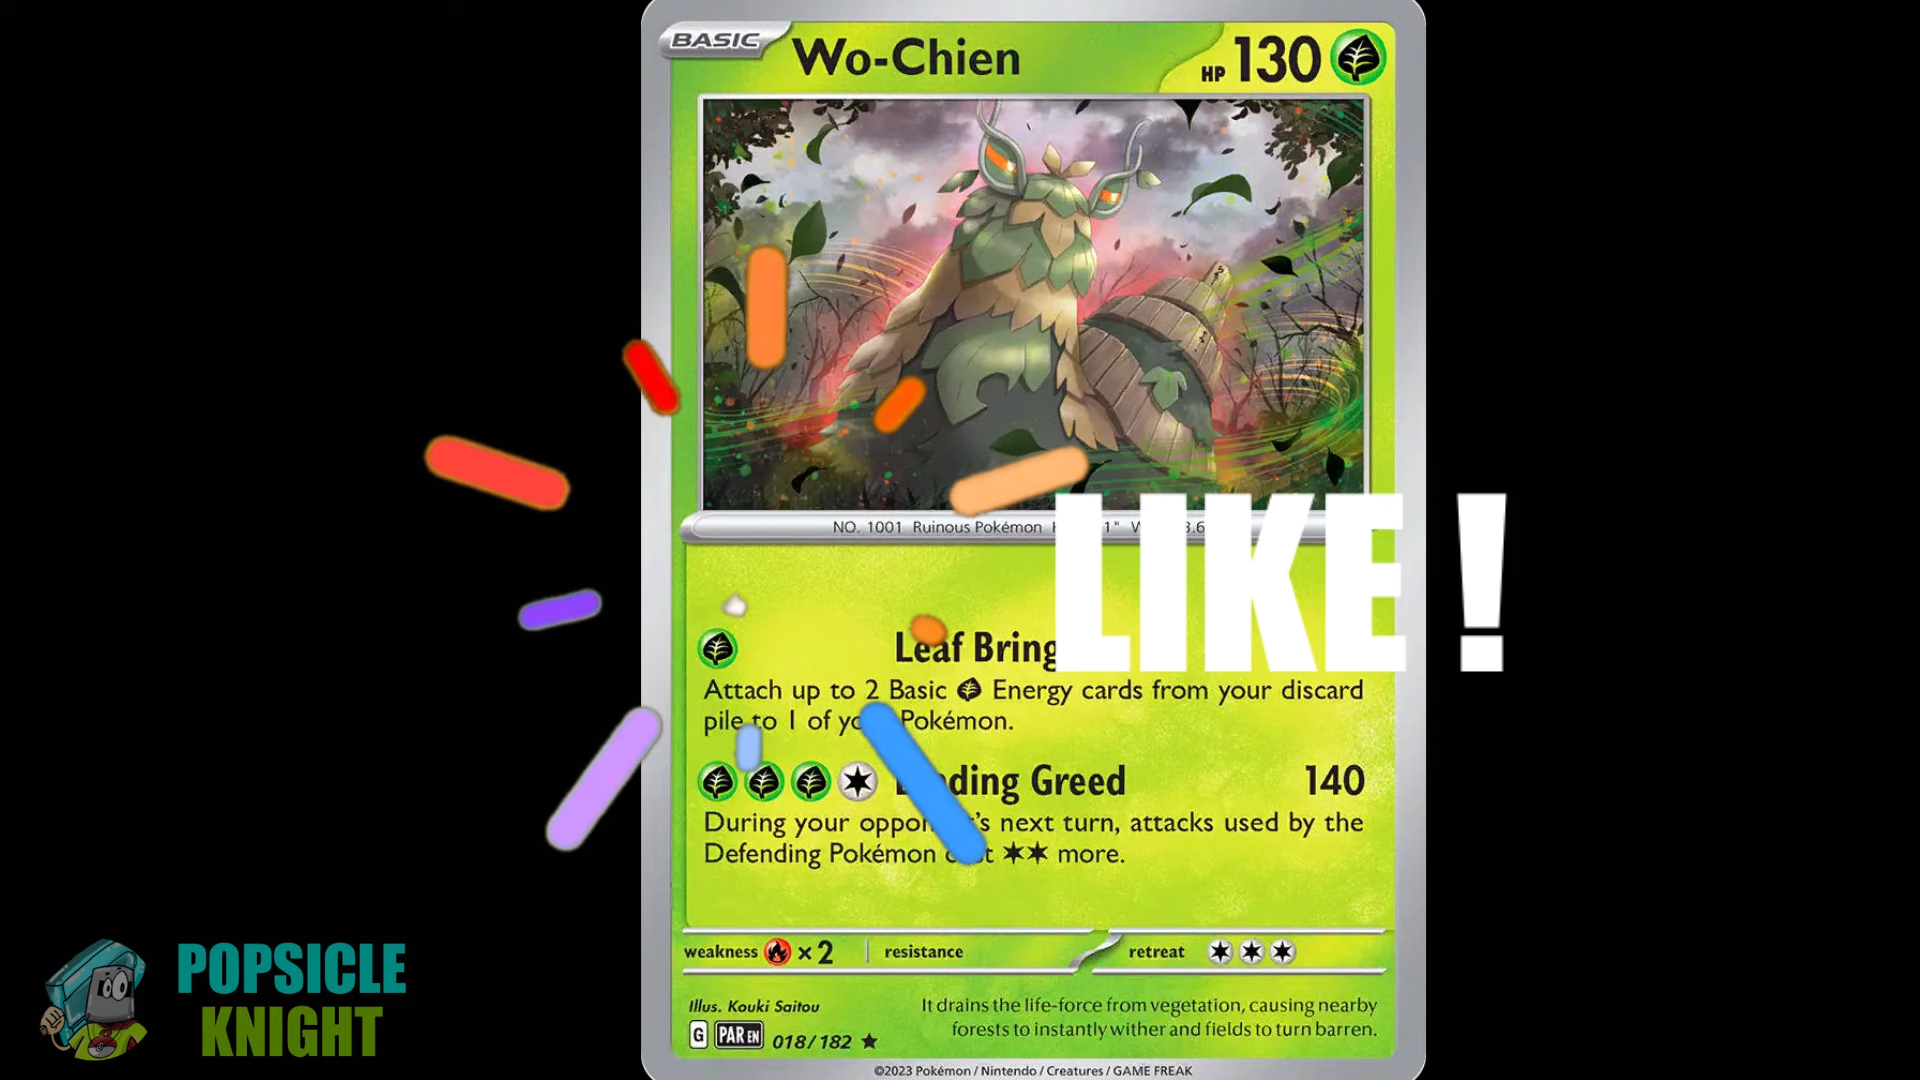 BASIC
Wo-Chien
HP 130
NO. 1001 Ruinous Pokémon
LIKE!
Leaf Bring
Attach up to 2 Basic Energy cards from your discard
pile to 1 of your Pokémon.
Greed 140
During your opponent's next turn, attacks used by the
Defending Pokémon cost more.
weakness ×2 resistance retreat
Illus. Kouki Saitou
It drains the life-force from vegetation, causing nearby
forests to instantly wither and fields to turn barren.
G PAR EN 018/182
©2023 Pokémon / Nintendo / Creatures / GAME FREAK
POPSICLE
KNIGHT